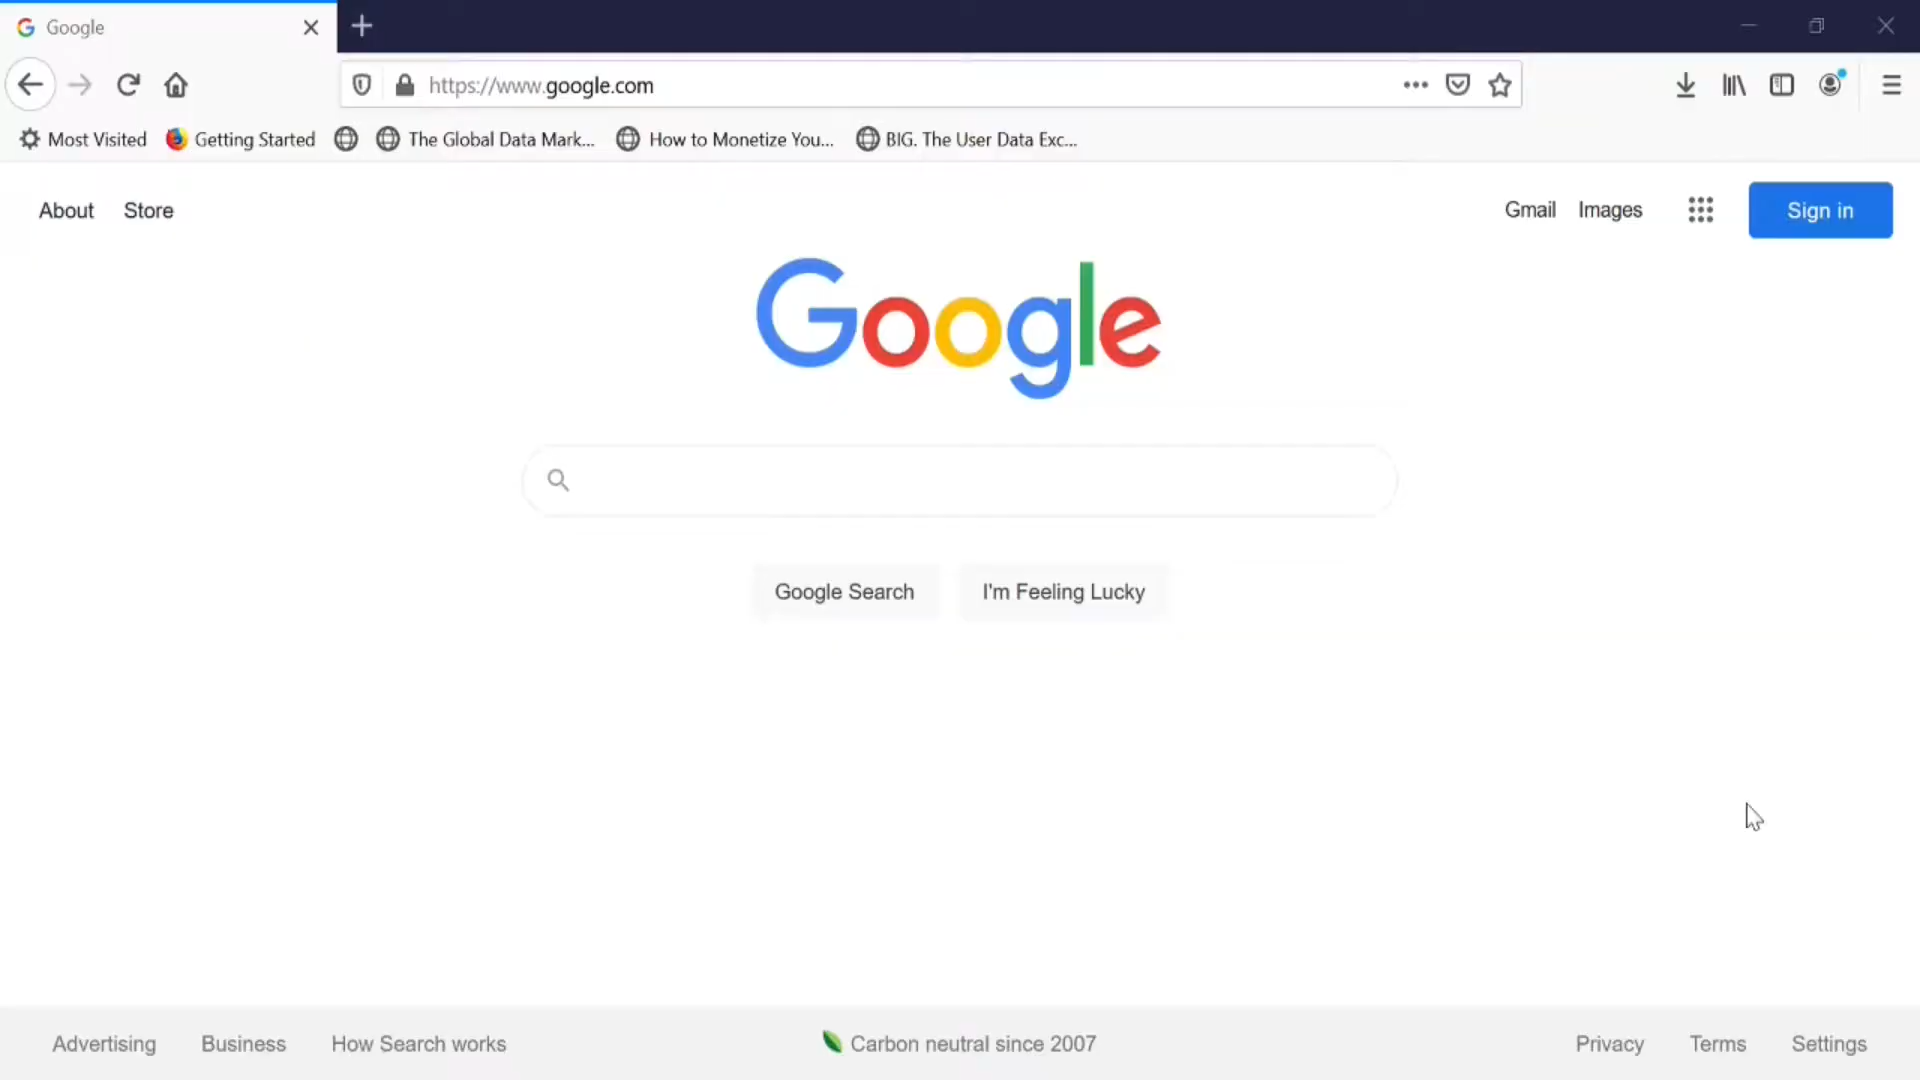 Google
https://www.google.com
Most Visited Getting Started The Global Data Mark... How to Monetize You... BIG. The User Data Exc...
About Store Gmail Images Sign in
Google
Google Search I'm Feeling Lucky
Advertising Business How Search works Carbon neutral since 2007 Privacy Terms Settings